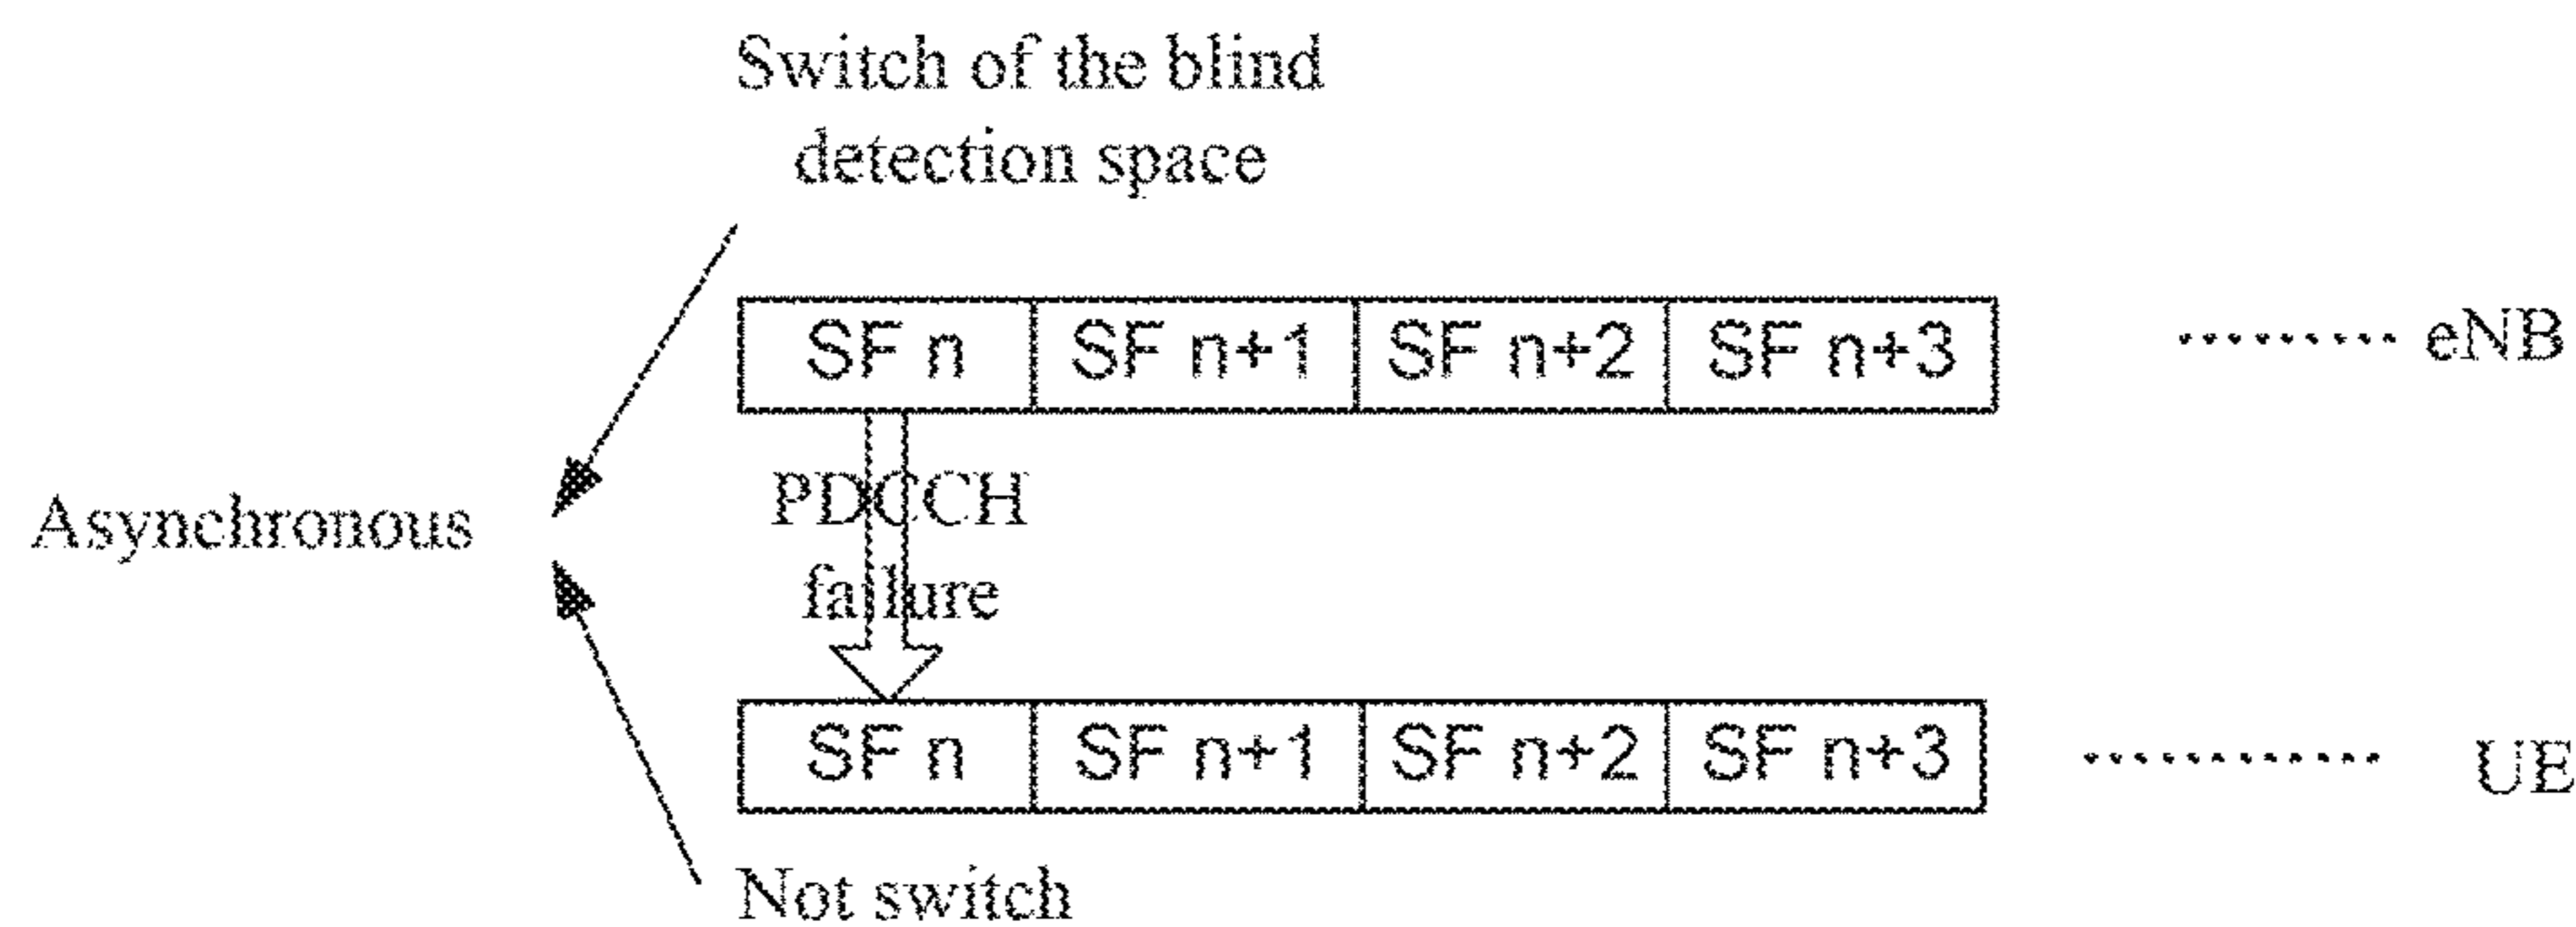 Switch of the blind
detection space
SF n SF n+1 SF n+2 SF n+3 eNB
PDCCH
Asynchronous
failure
SF n SF n+1 SF n+2 SF n+3 UE
Not switch